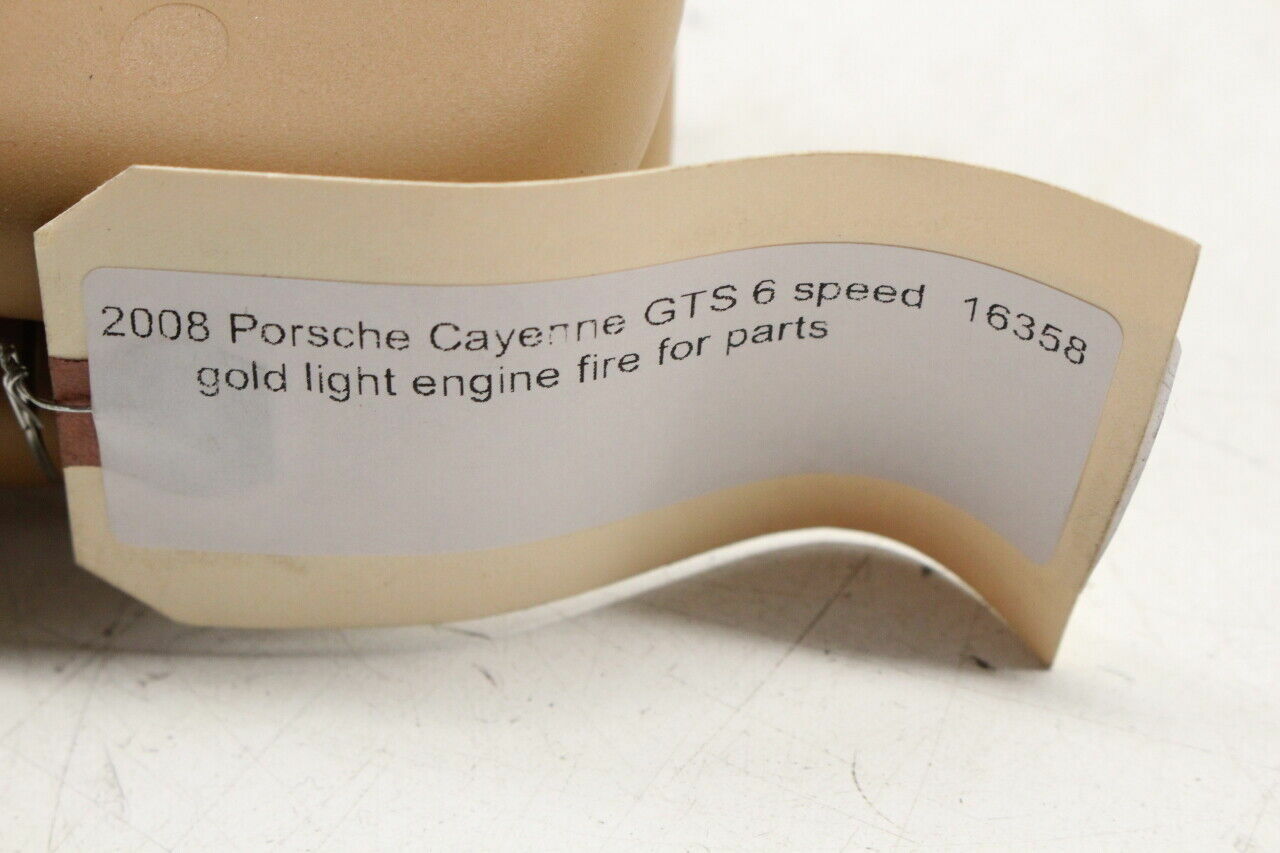 2008 Porsche Cayenne GTS 6 speed 16358
gold light engine fire for parts